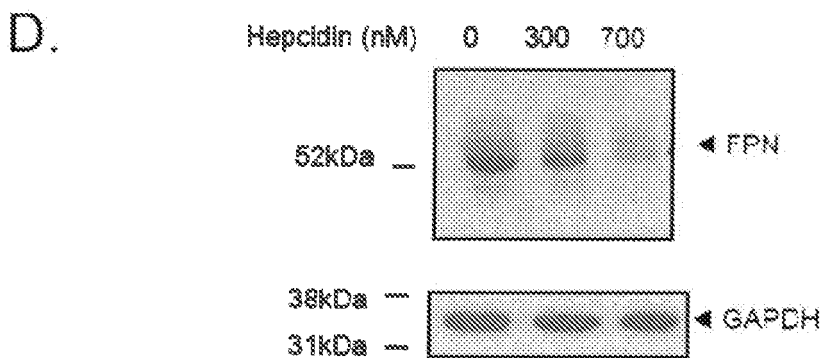 D.
Hepcidin (nM) 0 300 700
52kDa
FPN
38kDa
GAPDH
31kDa